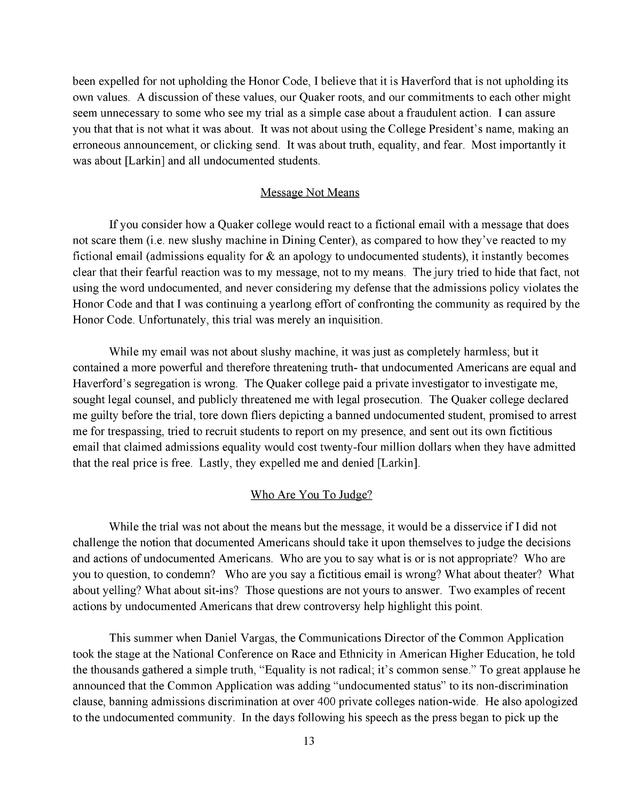 been expelled for not upholding the Honor Code, I believe that it is Haverford that is not upholding its
own values.  A discussion of these values, our Quaker roots, and our commitments to each other might
seem unnecessary to some who see my trial as a simple case about a fraudulent action.  I can assure
you that that is not what it was about.  It was not about using the College President's name, making an
erroneous announcement, or clicking send.  It was about truth, equality, and fear.  Most importantly it
was about [Larkin] and all undocumented students.
Message Not Means
If you consider how a Quaker college would react to a fictional email with a message that does
not scare them (i.e. new slushy machine in Dining Center), as compared to how they've reacted to my
fictional email (admissions equality for & an apology to undocumented students), it instantly becomes
clear that their fearful reaction was to my message, not to my means.  The jury tried to hide that fact, not
using the word undocumented, and never considering my defense that the admissions policy violates the
Honor Code and that I was continuing a yearlong effort of confronting the community as required by the
Honor Code. Unfortunately, this trial was merely an inquisition.
While my email was not about slushy machine, it was just as completely harmless; but it
contained a more powerful and therefore threatening truth- that undocumented Americans are equal and
Haverford's segregation is wrong.  The Quaker college paid a private investigator to investigate me,
sought legal counsel, and publicly threatened me with legal prosecution.  The Quaker college declared
me guilty before the trial, tore down fliers depicting a banned undocumented student, promised to arrest
me for trespassing, tried to recruit students to report on my presence, and sent out its own fictitious
email that claimed admissions equality would cost twenty-four million dollars when they have admitted
that the real price is free.  Lastly, they expelled me and denied [Larkin].
Who Are You To Judge?
While the trial was not about the means but the message, it would be a disservice if I did not
challenge the notion that documented Americans should take it upon themselves to judge the decisions
and actions of undocumented Americans.  Who are you to say what is or is not appropriate?  Who are
you to question, to condemn?   Who are you say a fictitious email is wrong? What about theater?  What
about yelling? What about sit-ins?  Those questions are not yours to answer.  Two examples of recent
actions by undocumented Americans that drew controversy help highlight this point.
This summer when Daniel Vargas, the Communications Director of the Common Application
took the stage at the National Conference on Race and Ethnicity in American Higher Education, he told
the thousands gathered a simple truth, “Equality is not radical; it's common sense.” To great applause he
announced that the Common Application was adding “undocumented status” to its non-discrimination
clause, banning admissions discrimination at over 400 private colleges nation-wide.  He also apologized
to the undocumented community.  In the days following his speech as the press began to pick up the
13